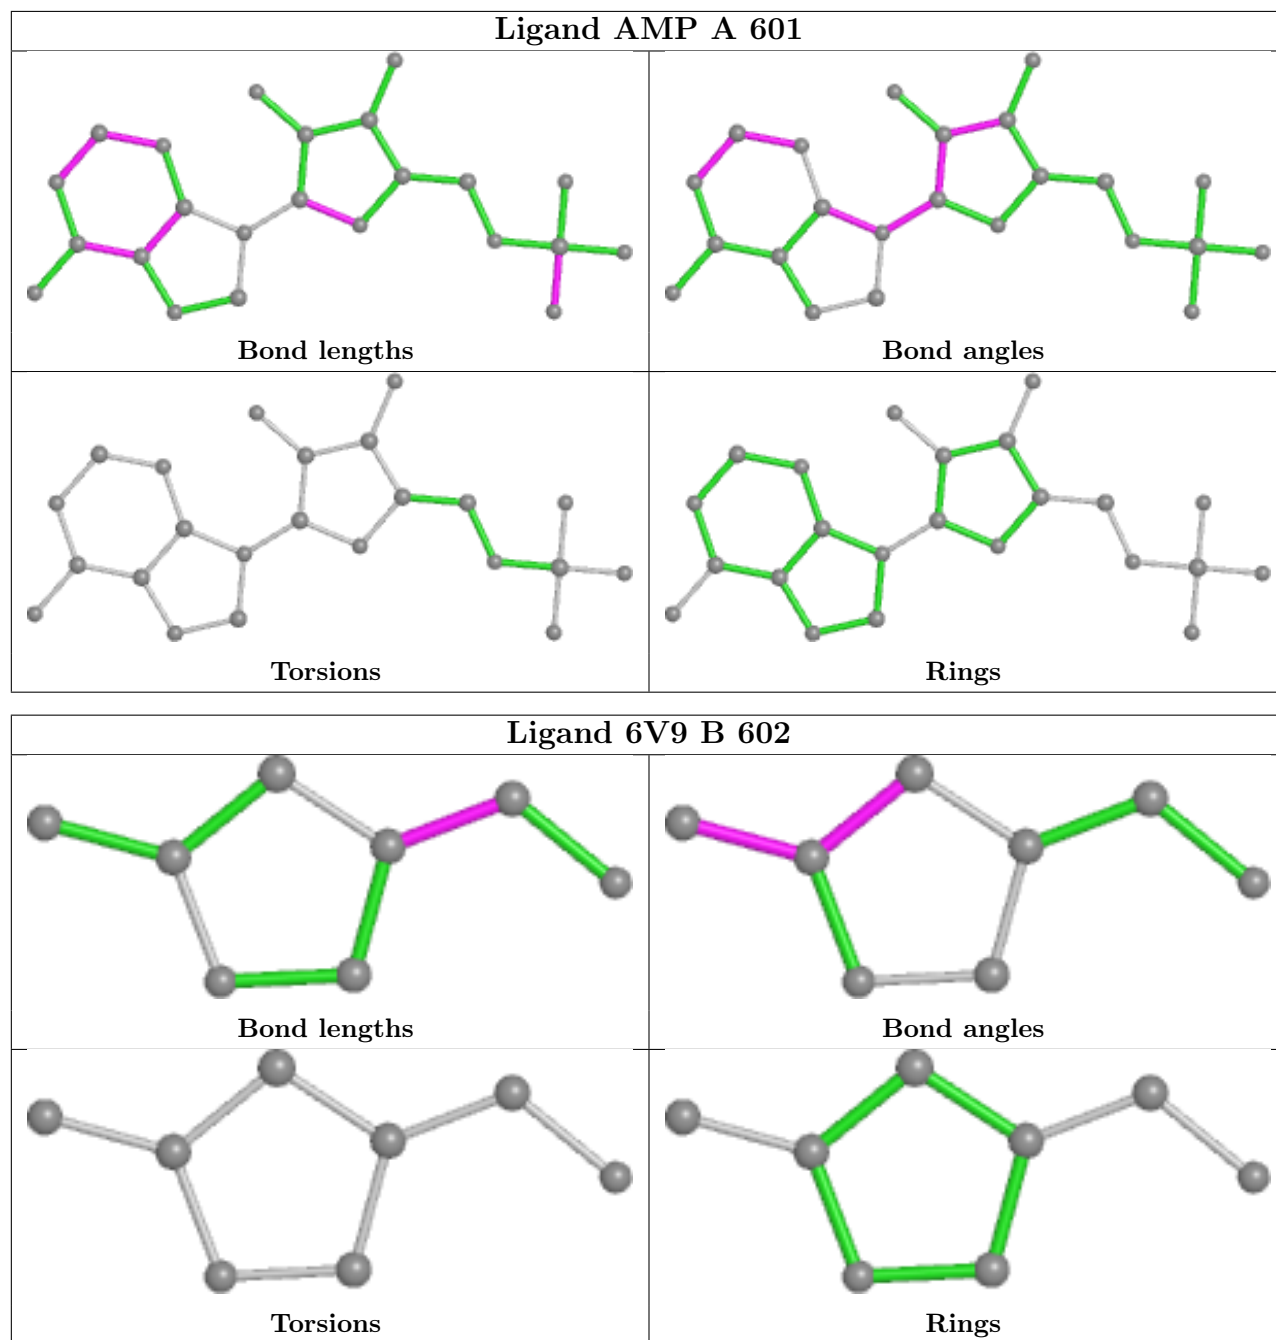 Ligand AMP A 601
Bond lengths
Bond angles
Torsions
Rings
Ligand 6V9 B 602
Bond lengths
Bond angles
Torsions
Rings